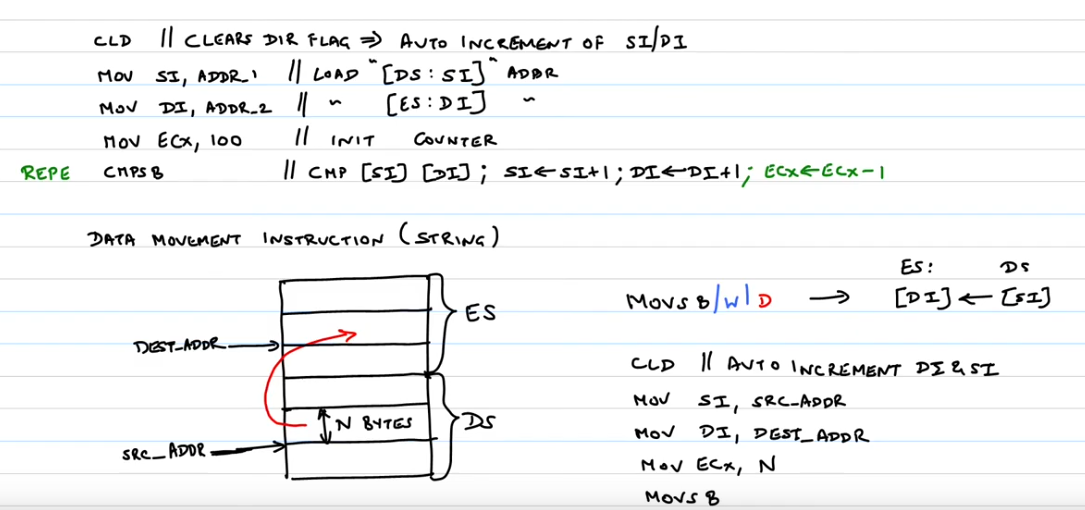 CLD // CLEARS DIR FLAG ⇒ AUTO INCREMENT OF SI/DI
MOV SI, ADDR_1 // LOAD "[DS : SI]" ADDR
MOV DI, ADDR_2 // " [ES : DI] "
MOV ECX, 100 // INIT COUNTER
REPE CMPSB // CMP [SI] [DI] ; SI←SI+1 ; DI←DI+1 ; ECX←ECX-1
DATA MOVEMENT INSTRUCTION (STRING)
ES
DEST_ADDR
N BYTES
DS
SRC_ADDR
ES: DS
MOVS B/W/D → [DI] ← [SI]
CLD // AUTO INCREMENT DI & SI
MOV SI, SRC_ADDR
MOV DI, DEST_ADDR
MOV ECX, N
MOVS B